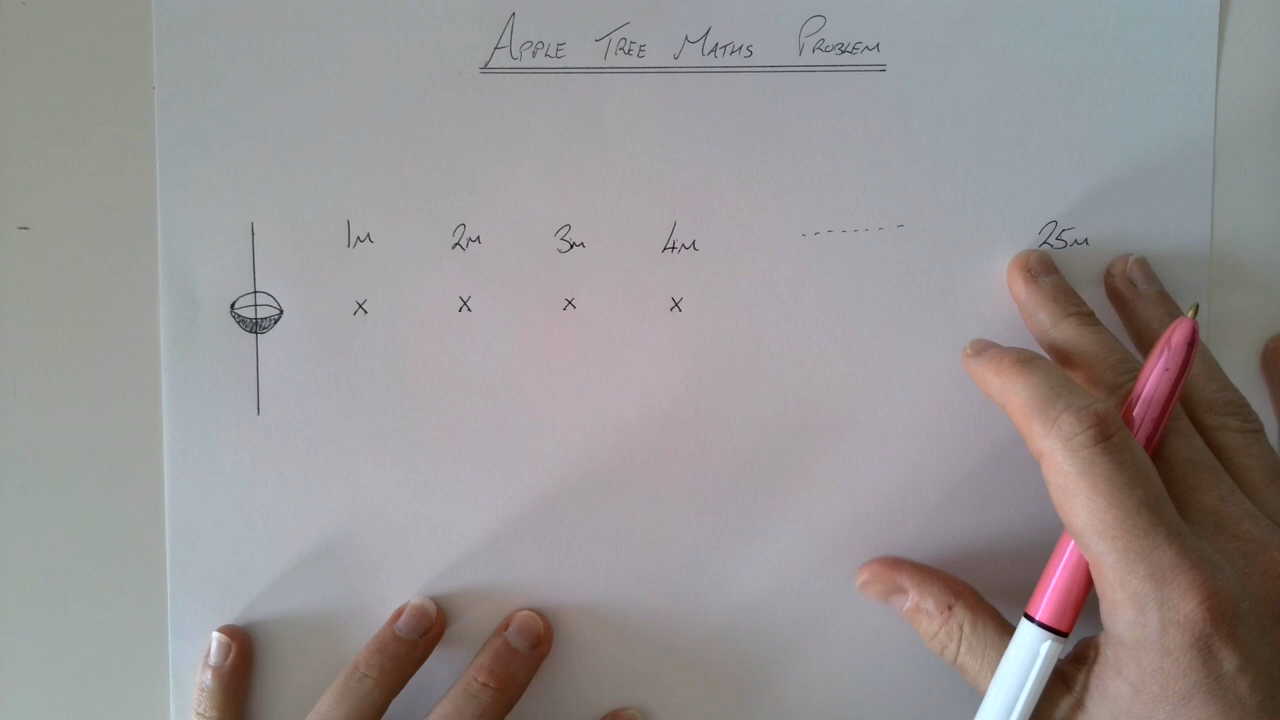 APPLE TREE MATHS PROBLEM
1M 2M 3M 4M ------- 25M
x x x x